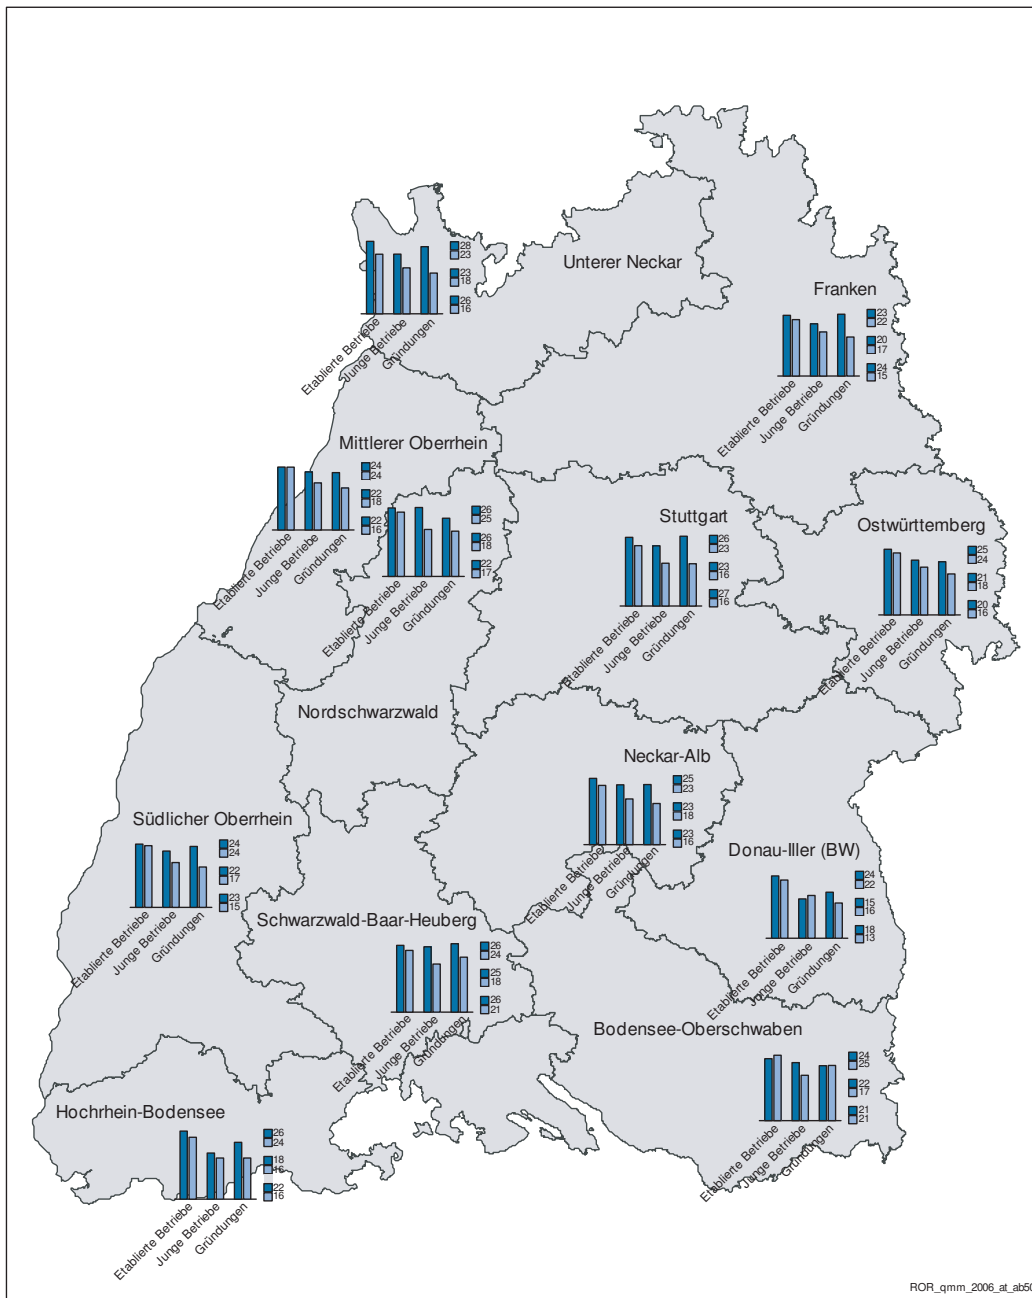 Unterer Neckar
28
23
23
18
26
16
Etablierte Betriebe
Junge Betriebe
Gründungen
Franken
23
22
20
17
24
15
Etablierte Betriebe
Junge Betriebe
Gründungen
Mittlerer Oberrhein
24
24
22
18
22
16
Etablierte Betriebe
Junge Betriebe
Gründungen
26
25
26
18
22
17
Etablierte Betriebe
Junge Betriebe
Gründungen
Stuttgart
26
23
23
16
27
16
Etablierte Betriebe
Junge Betriebe
Gründungen
Ostwürttemberg
25
24
21
18
20
16
Etablierte Betriebe
Junge Betriebe
Gründungen
Nordschwarzwald
Neckar-Alb
25
23
23
18
23
16
Etablierte Betriebe
Junge Betriebe
Gründungen
Südlicher Oberrhein
24
24
22
17
23
15
Etablierte Betriebe
Junge Betriebe
Gründungen
Donau-Iller (BW)
24
22
15
16
18
13
Etablierte Betriebe
Junge Betriebe
Gründungen
Schwarzwald-Baar-Heuberg
26
24
25
18
26
21
Etablierte Betriebe
Junge Betriebe
Gründungen
Bodensee-Oberschwaben
24
25
22
17
21
21
Etablierte Betriebe
Junge Betriebe
Gründungen
Hochrhein-Bodensee
26
24
18
16
22
16
Etablierte Betriebe
Junge Betriebe
Gründungen
ROR_qmm_2006_at_ab50